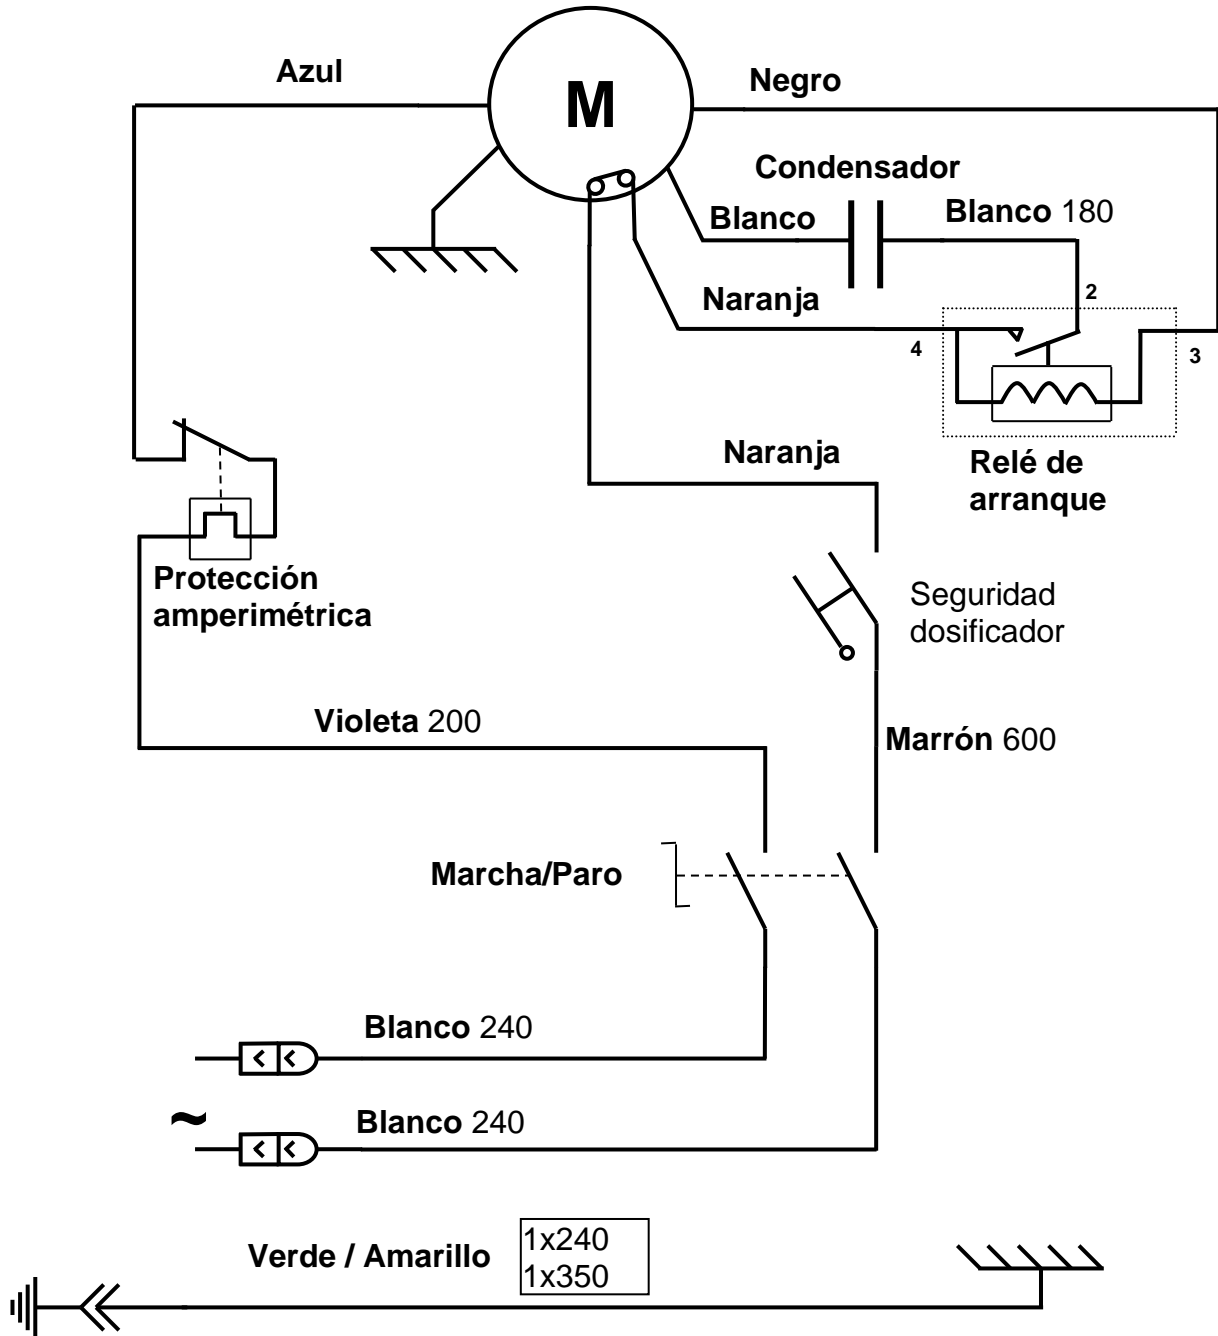 Azul
M
Negro
Condensador
Blanco
Blanco 180
Naranja
2
4
3
Relé de
arranque
Naranja
Protección
amperimétrica
Seguridad
dosificador
Violeta 200
Marrón 600
Marcha/Paro
Blanco 240
~
Blanco 240
Verde / Amarillo
1x240
1x350